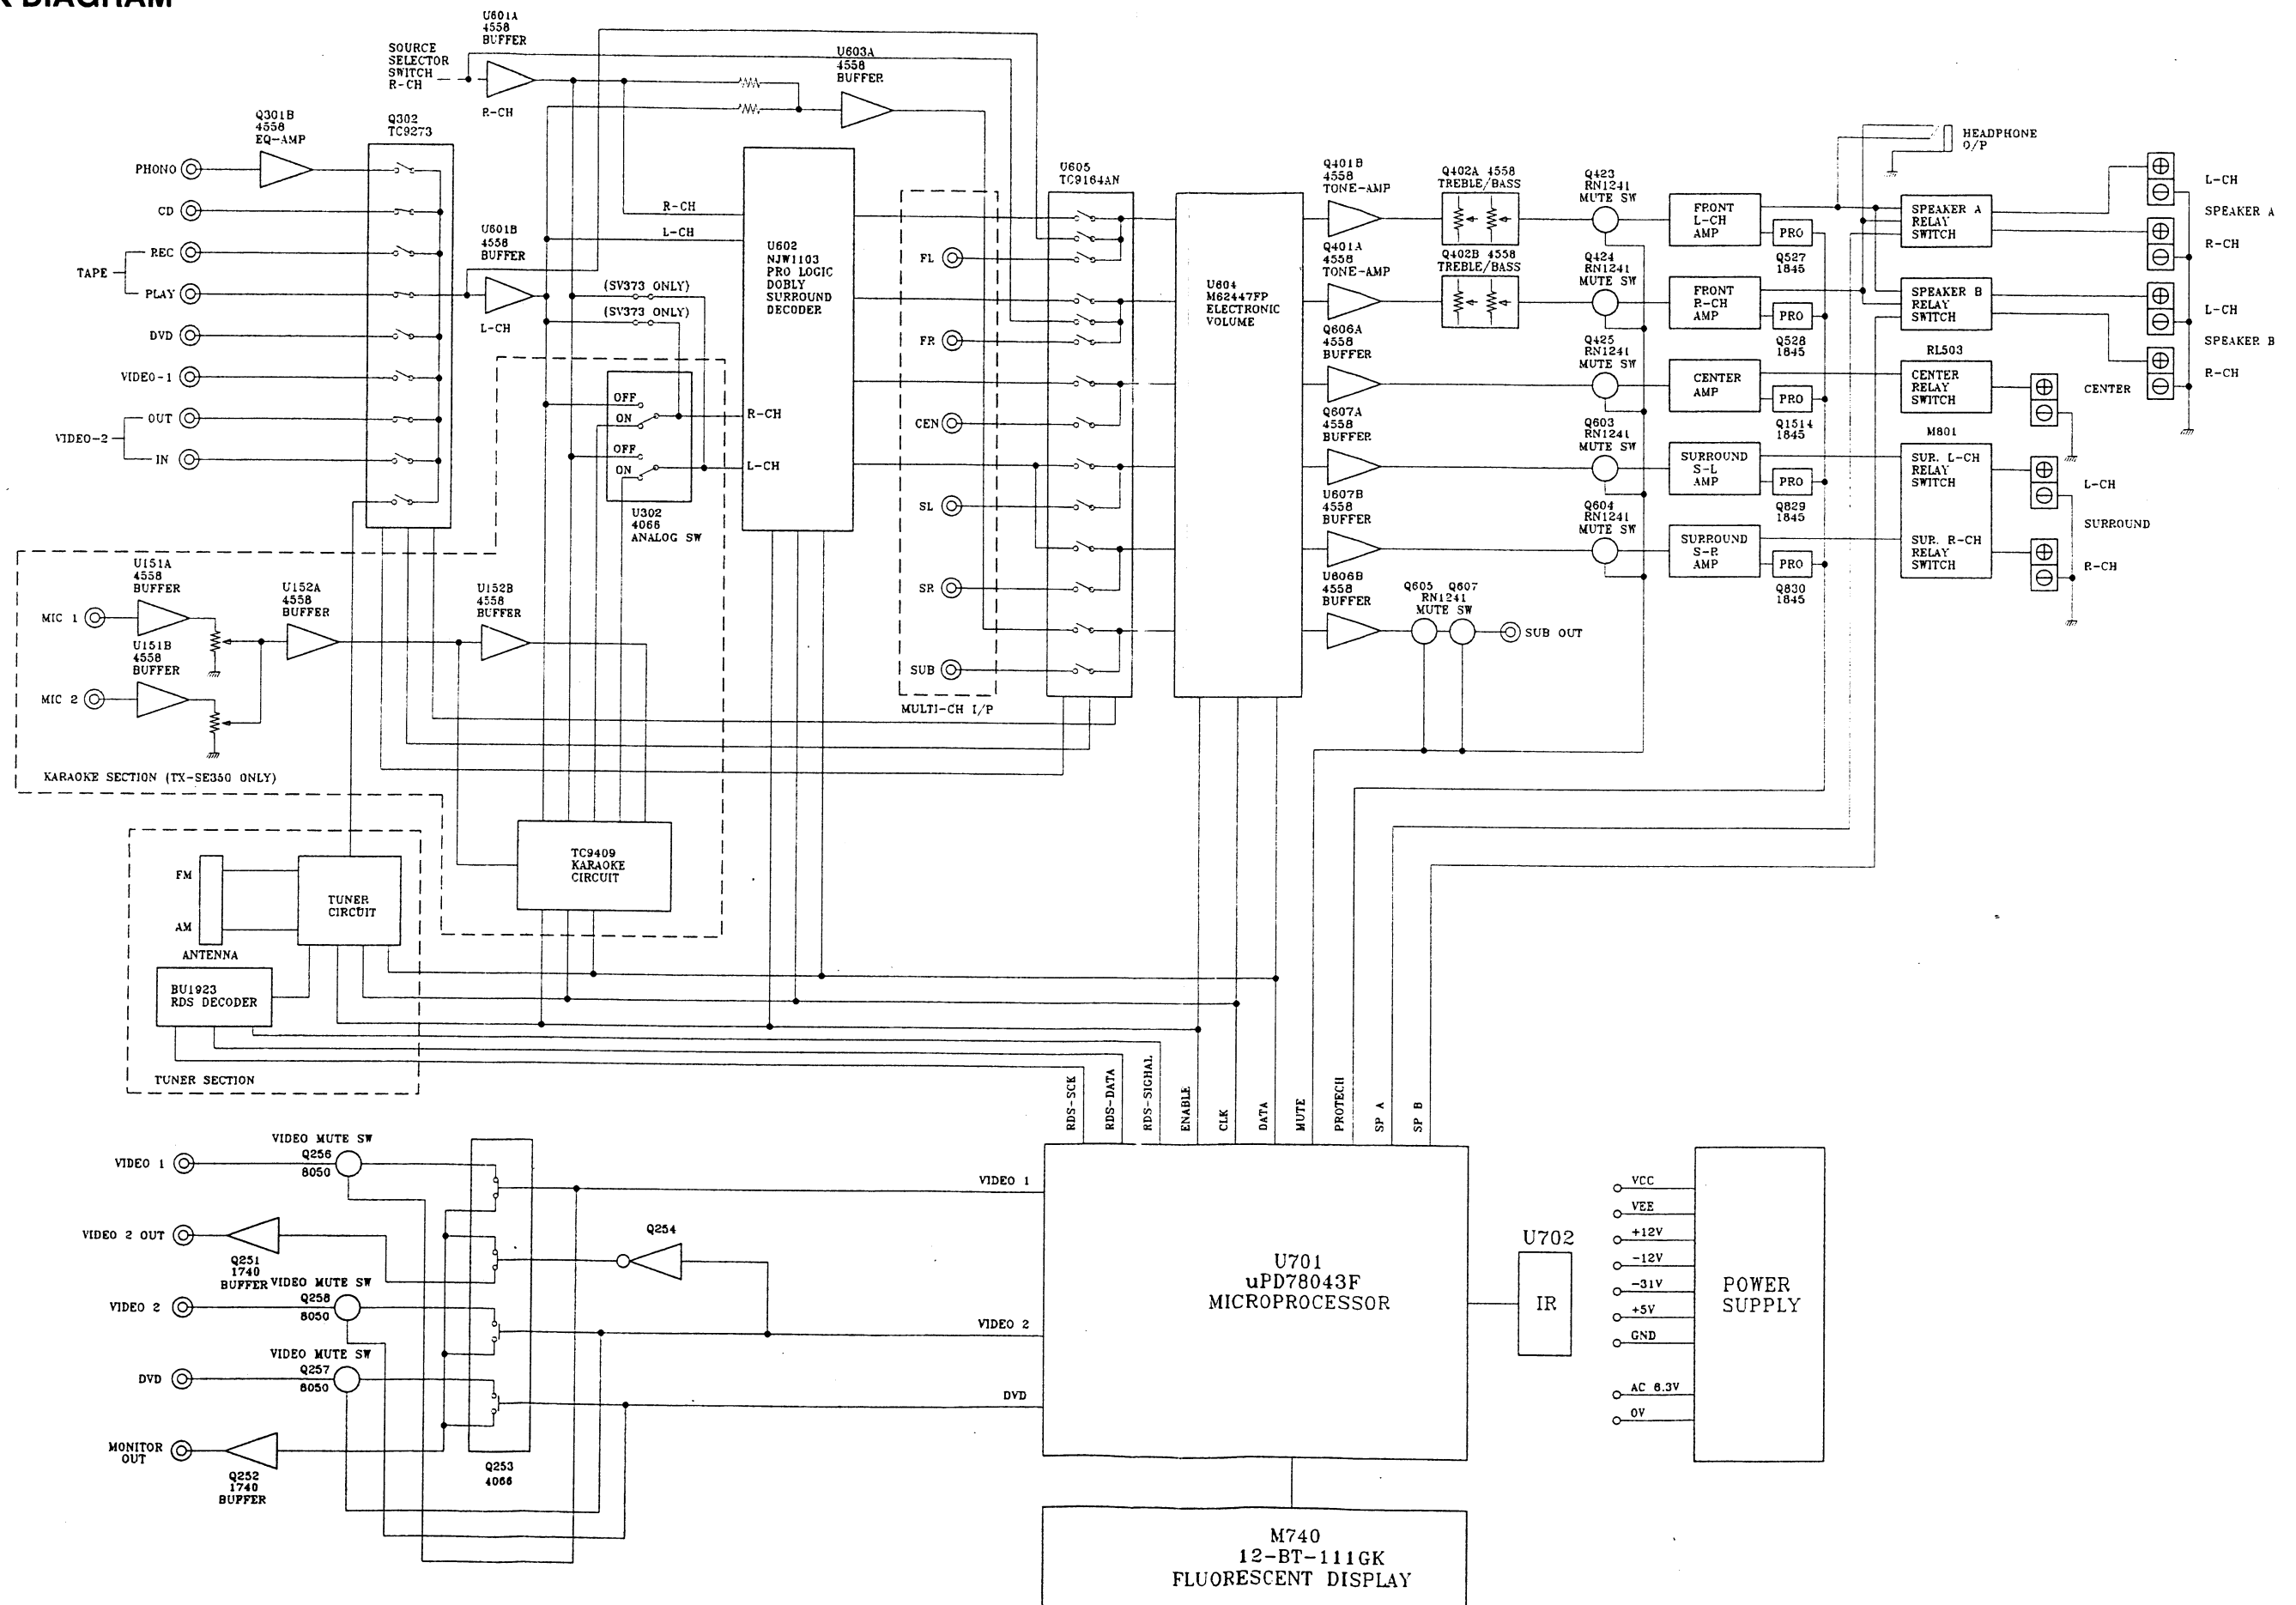 DIAGRAM
U601A
4558
BUFFER
SOURCE
SELECTOR
SWITCH
R-CH
R-CH
U603A
4558
BUFFER
Q301B
4558
EQ-AMP
Q302
TC9273
PHONO
CD
TAPE
REC
PLAY
DVD
VIDEO-1
VIDEO-2
OUT
IN
U601B
4558
BUFFER
L-CH
R-CH
L-CH
(SV373 ONLY)
(SV373 ONLY)
OFF
ON
OFF
ON
R-CH
L-CH
U302
4066
ANALOG SW
U602
NJW1103
PRO LOGIC
DOBLY
SURROUND
DECODER
FL
FR
CEN
SL
SR
SUB
MULTI-CH I/P
U605
TC9164AN
U604
M62447FP
ELECTRONIC
VOLUME
Q401B
4558
TONE-AMP
Q401A
4558
TONE-AMP
Q606A
4558
BUFFER
Q607A
4558
BUFFER
U607B
4558
BUFFER
U606B
4558
BUFFER
Q402A 4558
TREBLE/BASS
Q402B 4558
TREBLE/BASS
Q423
RN1241
MUTE SW
Q424
RN1241
MUTE SW
Q425
RN1241
MUTE SW
Q603
RN1241
MUTE SW
Q604
RN1241
MUTE SW
Q605 Q607
RN1241
MUTE SW
SUB OUT
FRONT
L-CH
AMP
PRO
Q527
1845
FRONT
R-CH
AMP
PRO
Q528
1845
CENTER
AMP
PRO
Q1514
1845
SURROUND
S-L
AMP
PRO
Q829
1845
SURROUND
S-R
AMP
PRO
Q830
1845
HEADPHONE
O/P
SPEAKER A
RELAY
SWITCH
SPEAKER B
RELAY
SWITCH
RL503
CENTER
RELAY
SWITCH
M801
SUR. L-CH
RELAY
SWITCH
SUR. R-CH
RELAY
SWITCH
L-CH
SPEAKER A
R-CH
L-CH
SPEAKER B
R-CH
CENTER
L-CH
SURROUND
R-CH
U151A
4558
BUFFER
MIC 1
U151B
4558
BUFFER
MIC 2
U152A
4558
BUFFER
U152B
4558
BUFFER
KARAOKE SECTION (TX-SE350 ONLY)
TC9409
KARAOKE
CIRCUIT
FM
AM
ANTENNA
TUNER
CIRCUIT
BU1923
RDS DECODER
TUNER SECTION
RDS-SCK
RDS-DATA
RDS-SIGHAL
ENABLE
CLK
DATA
MUTE
PROTECH
SP A
SP B
VIDEO MUTE SW
VIDEO 1
Q256
8050
VIDEO 2 OUT
Q251
1740
BUFFER
VIDEO MUTE SW
VIDEO 2
Q258
8050
VIDEO MUTE SW
DVD
Q257
8050
MONITOR
OUT
Q252
1740
BUFFER
Q253
4066
Q254
VIDEO 1
VIDEO 2
DVD
U701
uPD78043F
MICROPROCESSOR
U702
IR
VCC
VEE
+12V
-12V
-31V
+5V
GND
AC 6.3V
0V
POWER
SUPPLY
M740
12-BT-111GK
FLUORESCENT DISPLAY